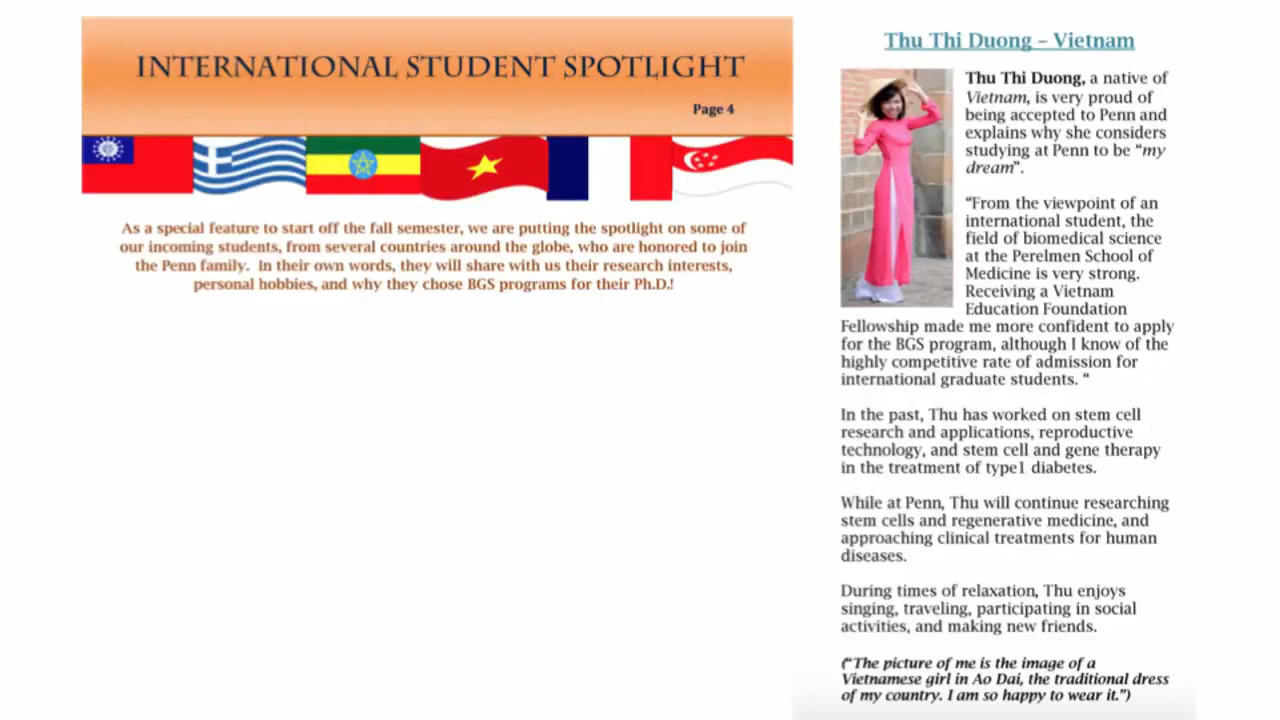 INTERNATIONAL STUDENT SPOTLIGHT
Page 4
As a special feature to start off the fall semester, we are putting the spotlight on some of
our incoming students, from several countries around the globe, who are honored to join
the Penn family. In their own words, they will share with us their research interests,
personal hobbies, and why they chose BGS programs for their Ph.D.!
Thu Thi Duong – Vietnam
Thu Thi Duong, a native of
Vietnam, is very proud of
being accepted to Penn and
explains why she considers
studying at Penn to be “my
dream”.
“From the viewpoint of an
international student, the
field of biomedical science
at the Perelmen School of
Medicine is very strong.
Receiving a Vietnam
Education Foundation
Fellowship made me more confident to apply
for the BGS program, although I know of the
highly competitive rate of admission for
international graduate students. “
In the past, Thu has worked on stem cell
research and applications, reproductive
technology, and stem cell and gene therapy
in the treatment of type1 diabetes.
While at Penn, Thu will continue researching
stem cells and regenerative medicine, and
approaching clinical treatments for human
diseases.
During times of relaxation, Thu enjoys
singing, traveling, participating in social
activities, and making new friends.
(“The picture of me is the image of a
Vietnamese girl in Ao Dai, the traditional dress
of my country. I am so happy to wear it.”)